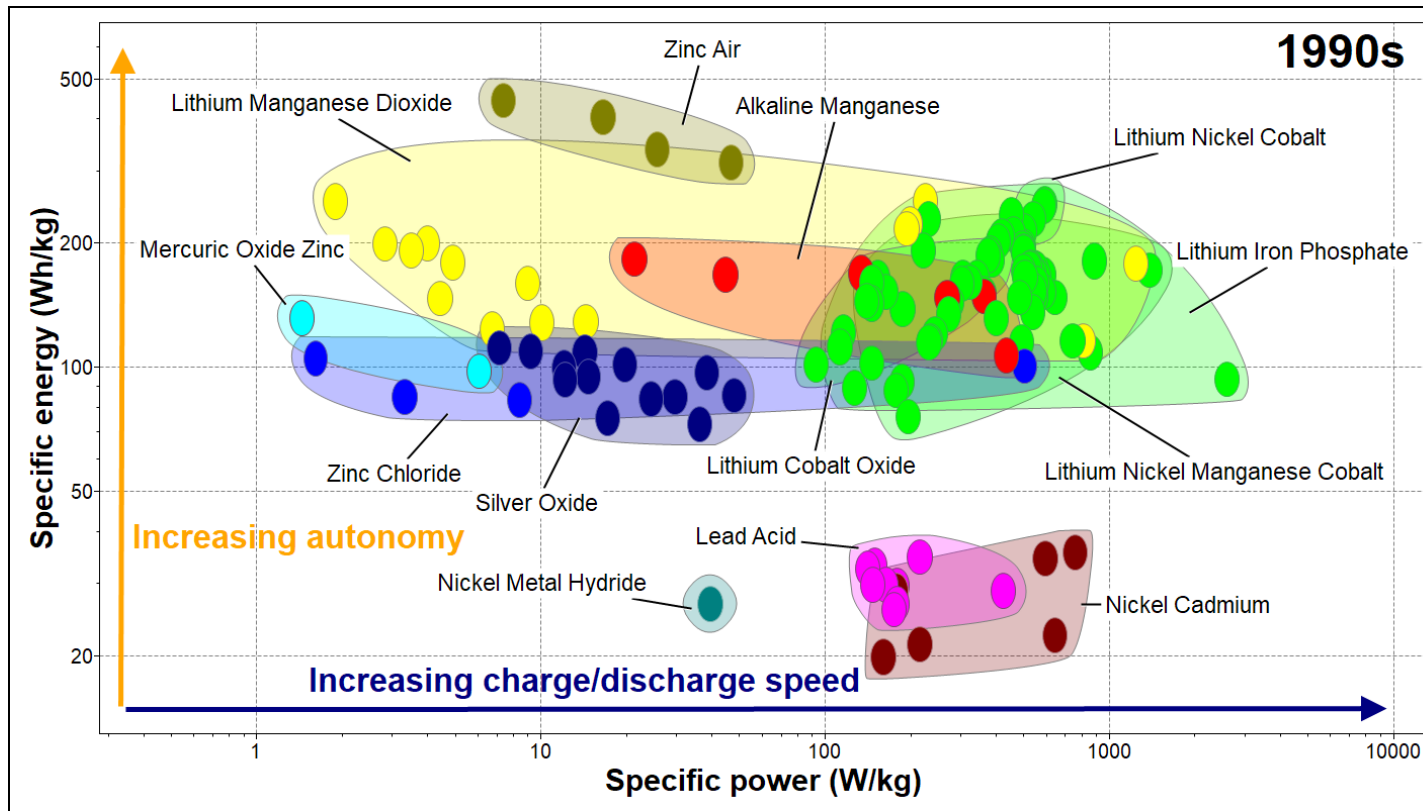 1990s
Zinc Air
Lithium Manganese Dioxide
Alkaline Manganese
Lithium Nickel Cobalt
Mercuric Oxide Zinc
Lithium Iron Phosphate
Zinc Chloride
Silver Oxide
Lithium Cobalt Oxide
Lithium Nickel Manganese Cobalt
Lead Acid
Nickel Metal Hydride
Nickel Cadmium
Increasing autonomy
Increasing charge/discharge speed
Specific energy (Wh/kg)
500
200
100
50
20
1
10
100
1000
10000
Specific power (W/kg)